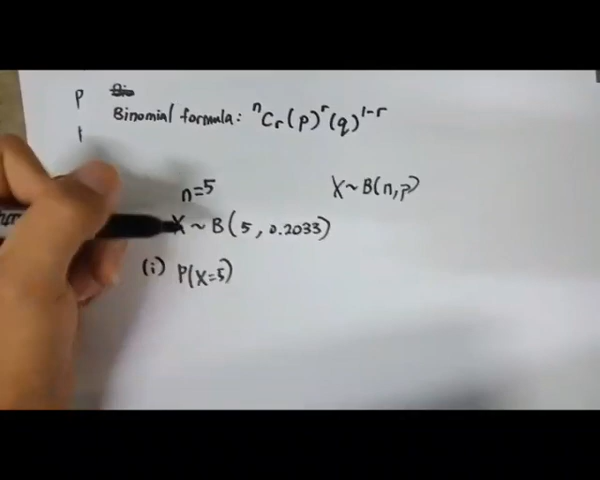 p
Binomial formula: ⁿCᵣ(p)ʳ(q)¹⁻ʳ
n=5
X~B(n,p)
X~B(5,0.2033)
(i) P(X=5)